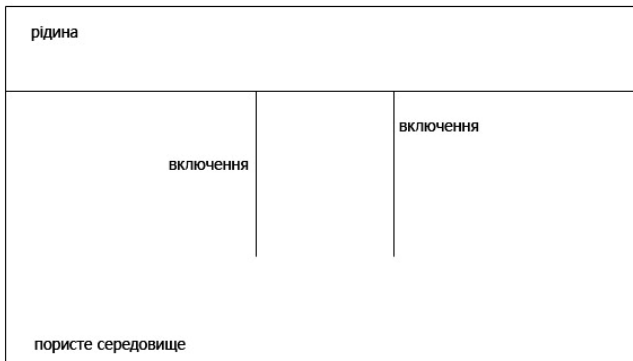 рідина
включення
включення
пористе середовище